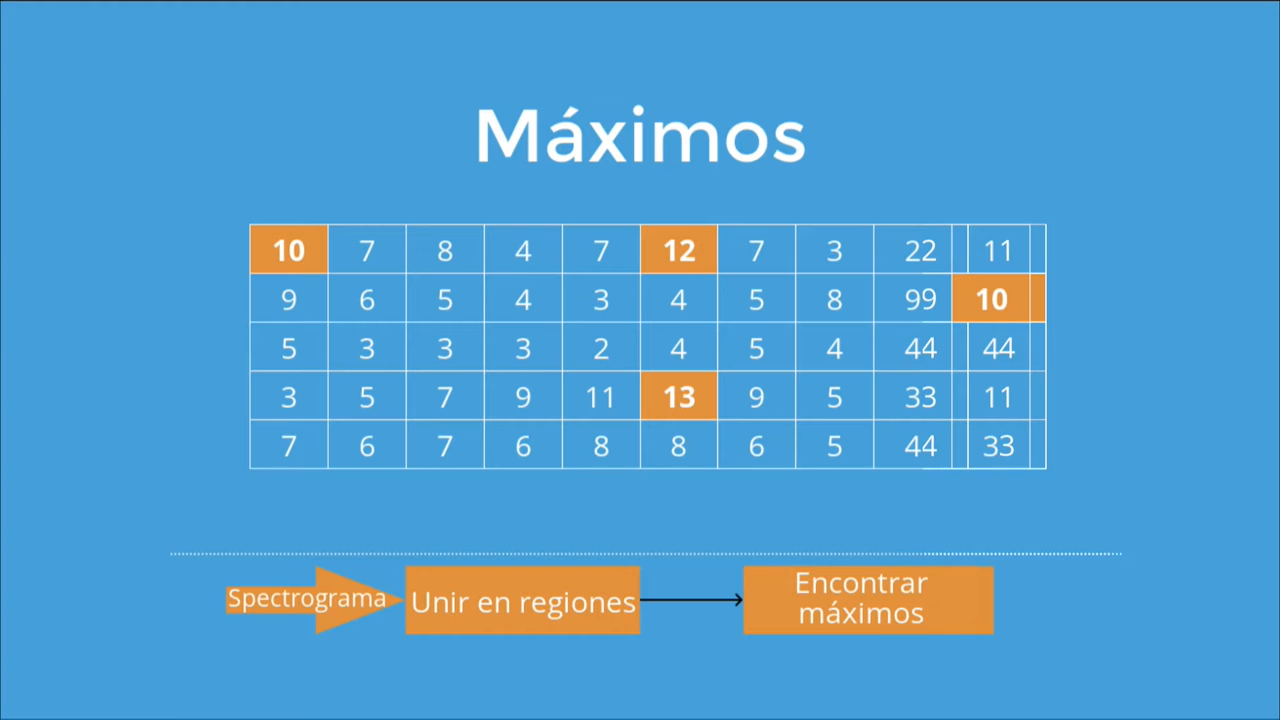 Máximos
10 7 8 4 7 12 7 3 22 11
9 6 5 4 3 4 5 8 99 10
5 3 3 3 2 4 5 4 44 44
3 5 7 9 11 13 9 5 33 11
7 6 7 6 8 8 6 5 44 33
Spectrograma
Unir en regiones
Encontrar
máximos